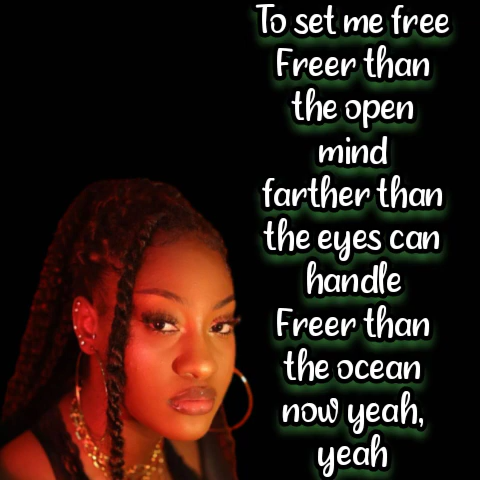 To set me free
Freer than
the open
mind
farther than
the eyes can
handle
Freer than
the ocean
now yeah,
yeah